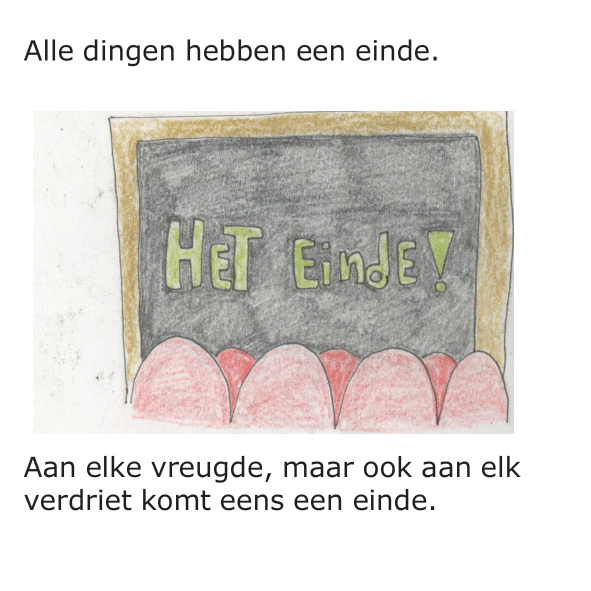 Alle dingen hebben een einde.
HET EindE!
Aan elke vreugde, maar ook aan elk
verdriet komt eens een einde.